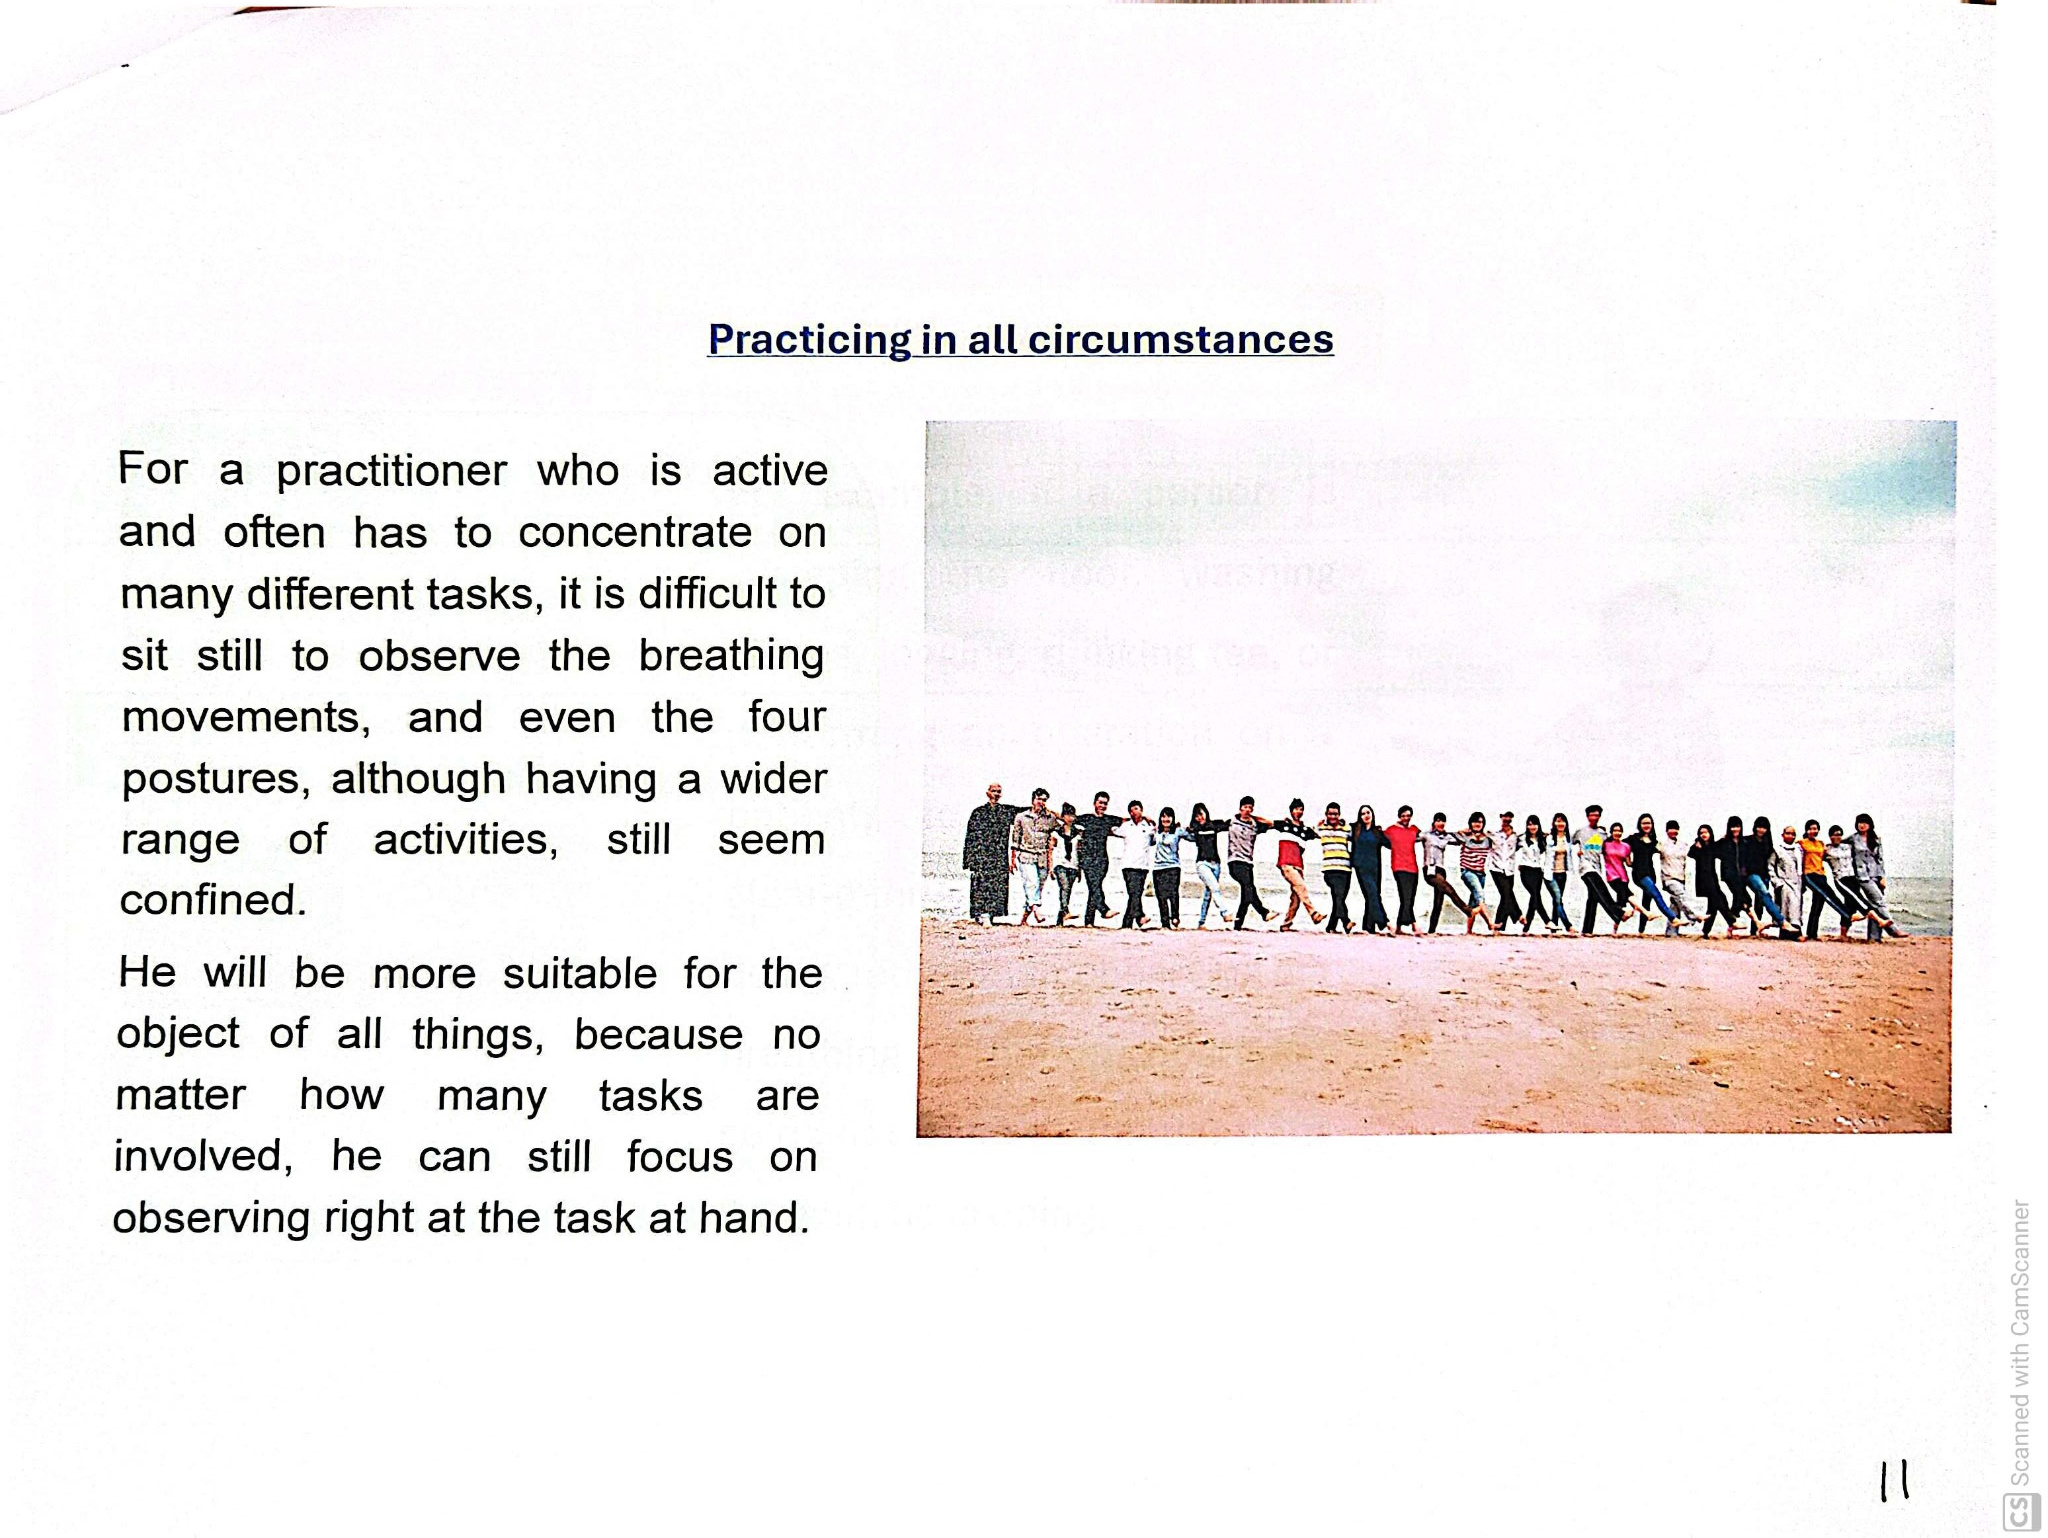 Practicing in all circumstances
For a practitioner who is active
and often has to concentrate on
many different tasks, it is difficult to
sit still to observe the breathing
movements, and even the four
postures, although having a wider
range of activities, still seem
confined.
He will be more suitable for the
object of all things, because no
matter how many tasks are
involved, he can still focus on
observing right at the task at hand.
11
CS Scanned with CamScanner